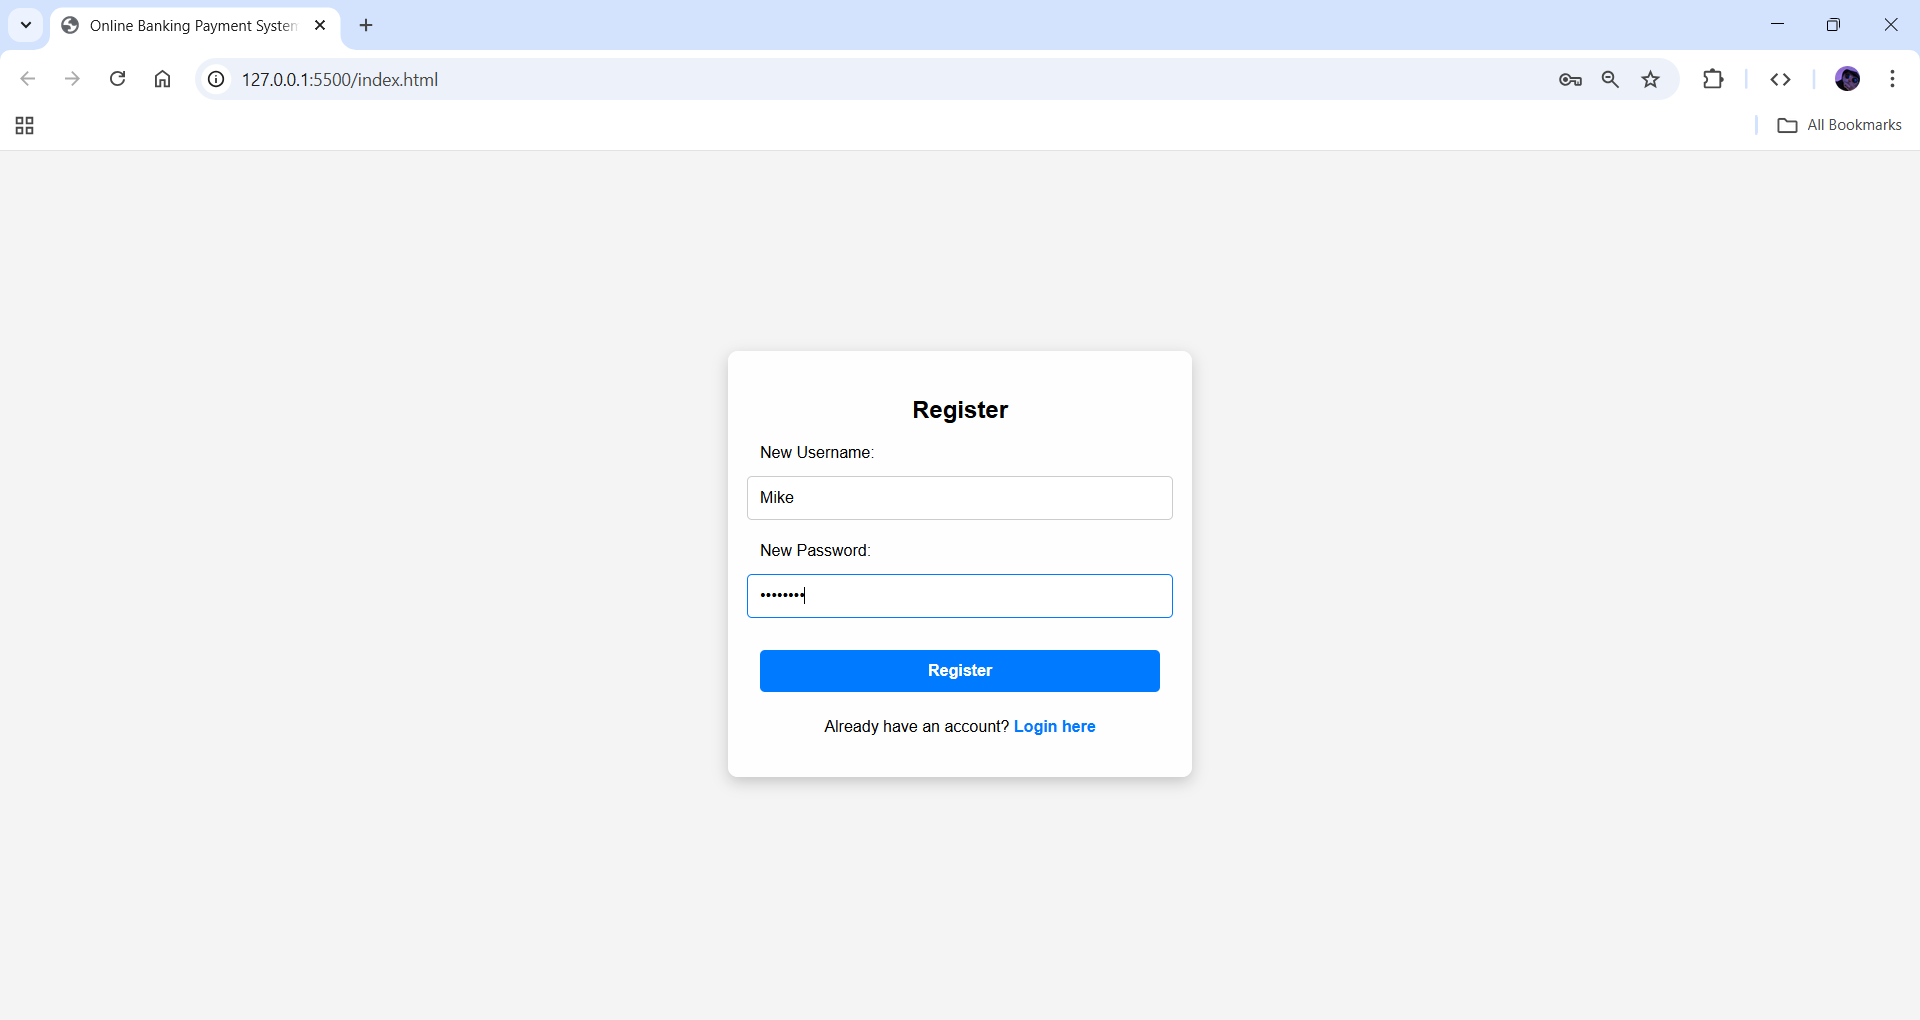 Online Banking Payment System
127.0.0.1:5500/index.html
All Bookmarks
Register
New Username:
Mike
New Password:
••••••••
Register
Already have an account? Login here